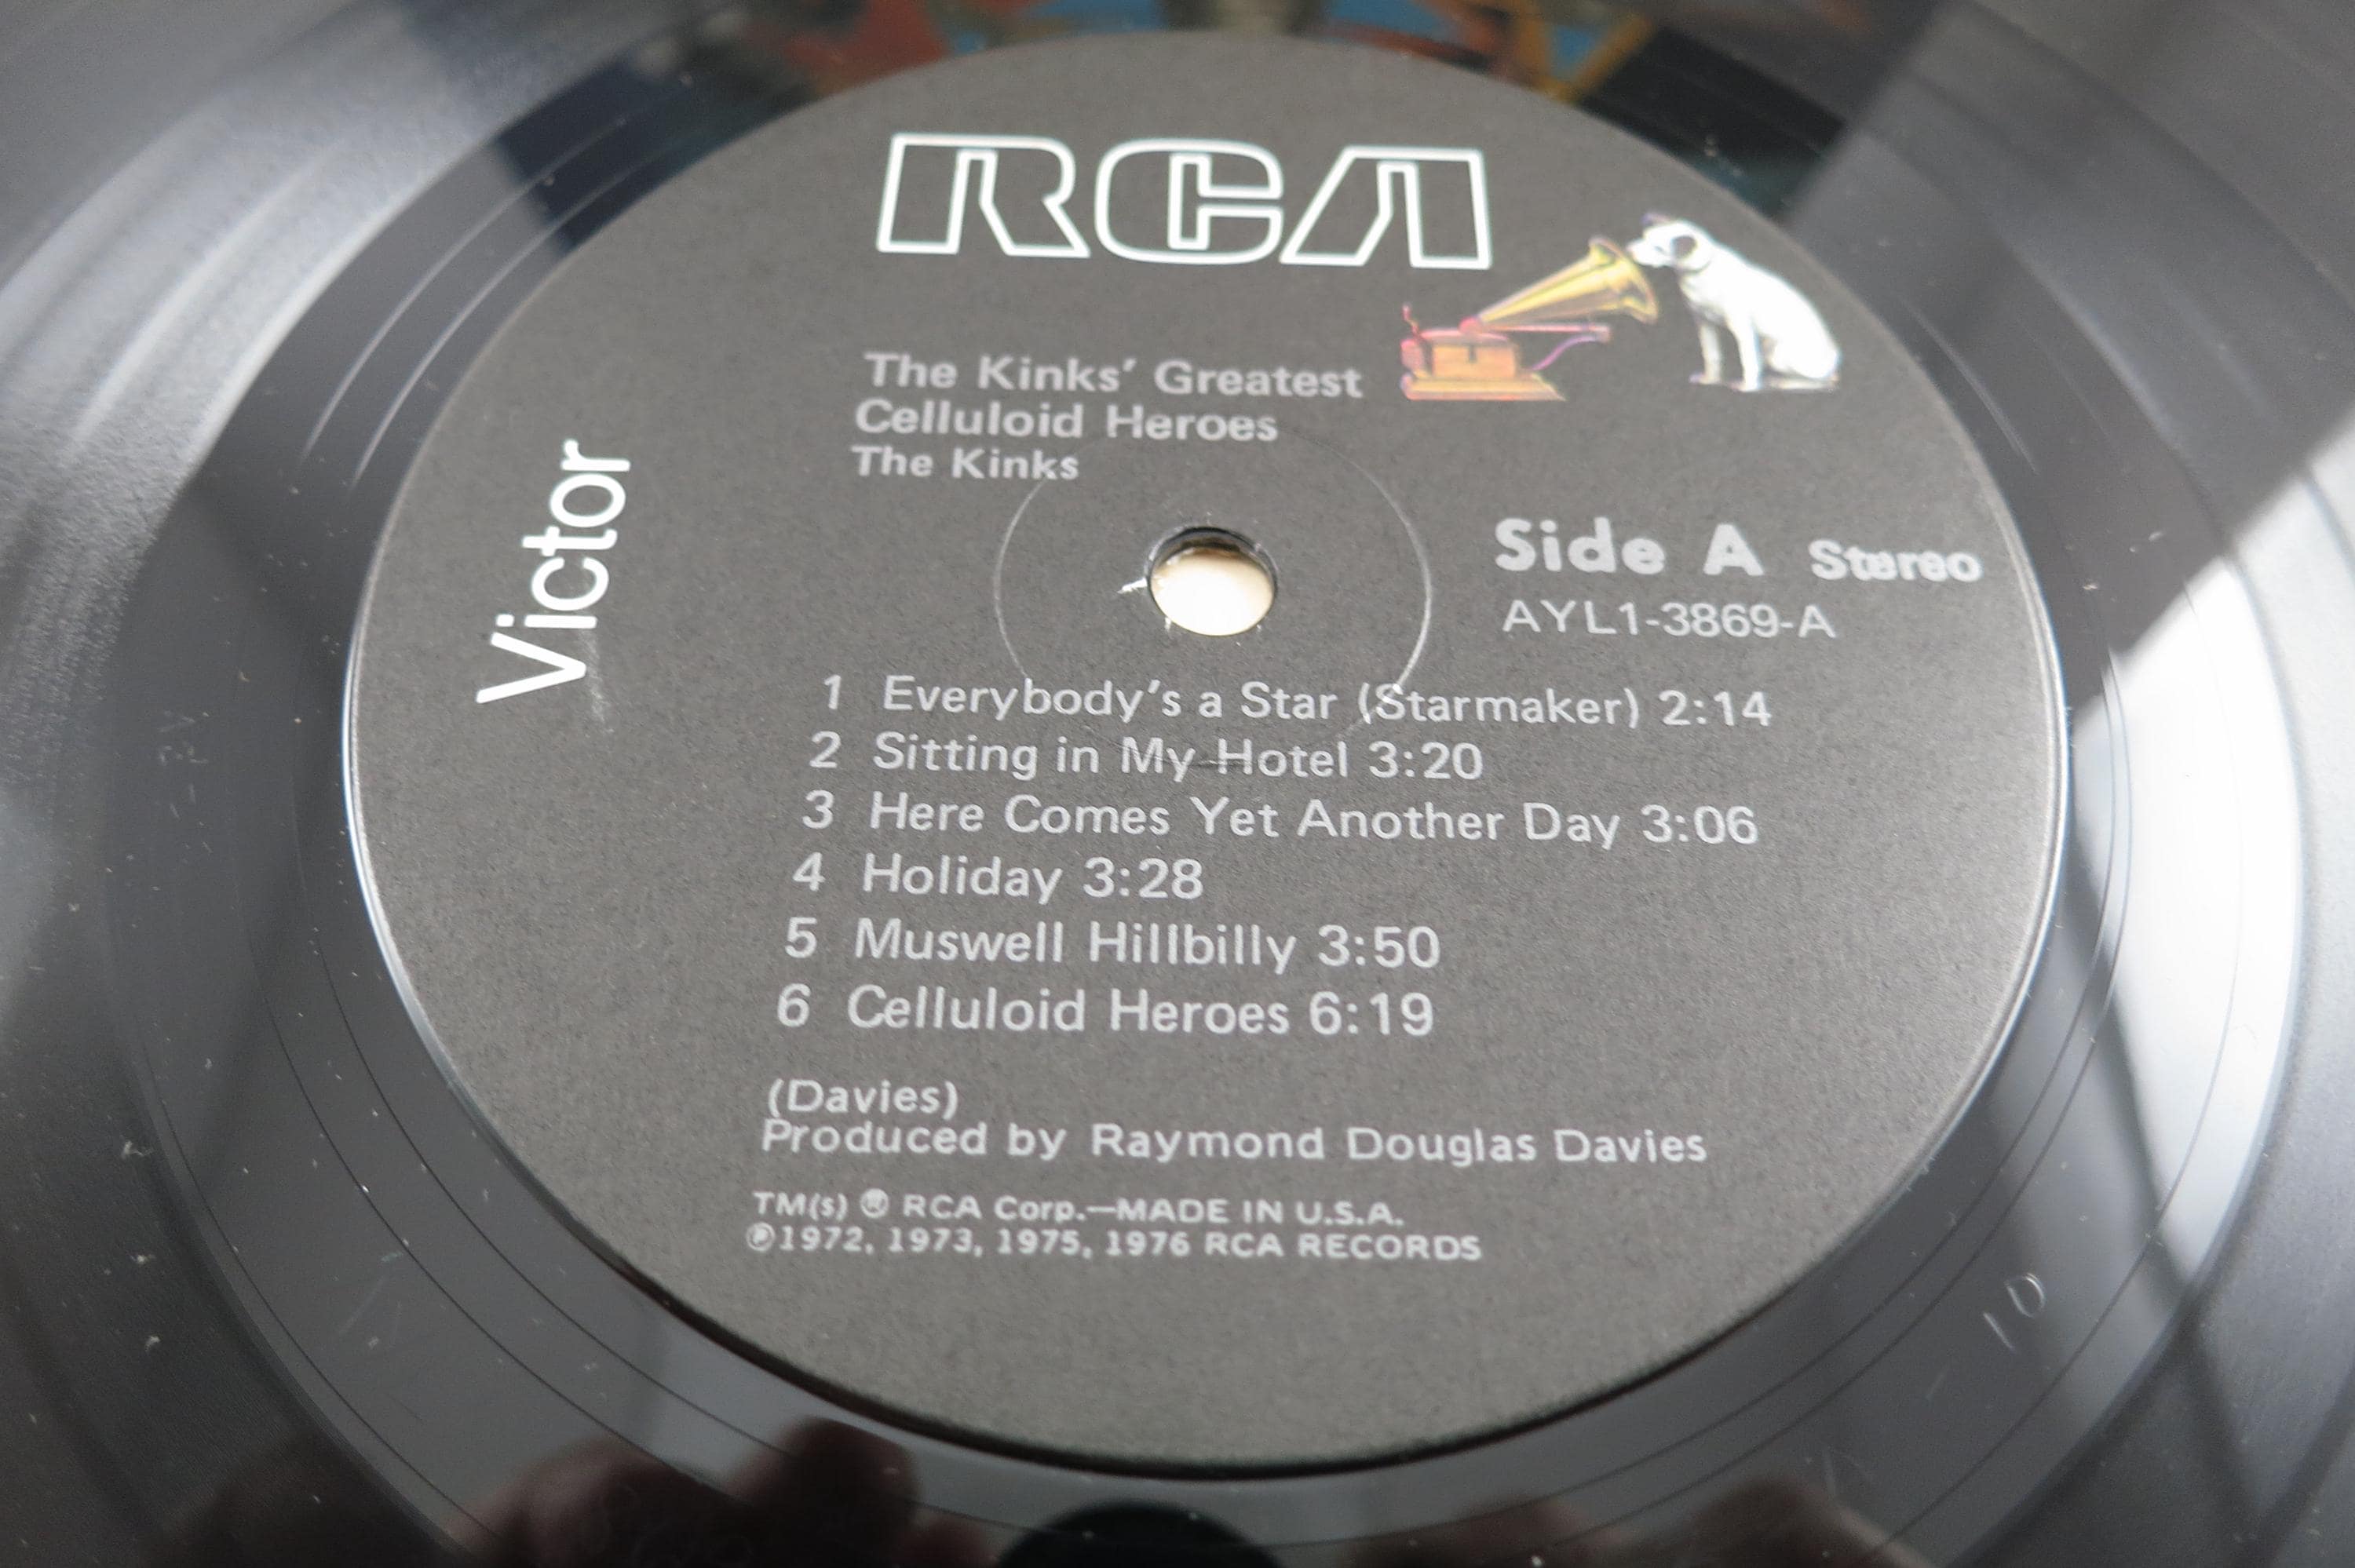 RCA
Victor
The Kinks' Greatest
Celluloid Heroes
The Kinks
Side A Stereo
AYL1-3869-A
1 Everybody's a Star (Starmaker) 2:14
2 Sitting in My Hotel 3:20
3 Here Comes Yet Another Day 3:06
4 Holiday 3:28
5 Muswell Hillbilly 3:50
6 Celluloid Heroes 6:19
(Davies)
Produced by Raymond Douglas Davies
TM(s) ® RCA Corp.—MADE IN U.S.A.
℗1972, 1973, 1975, 1976 RCA RECORDS